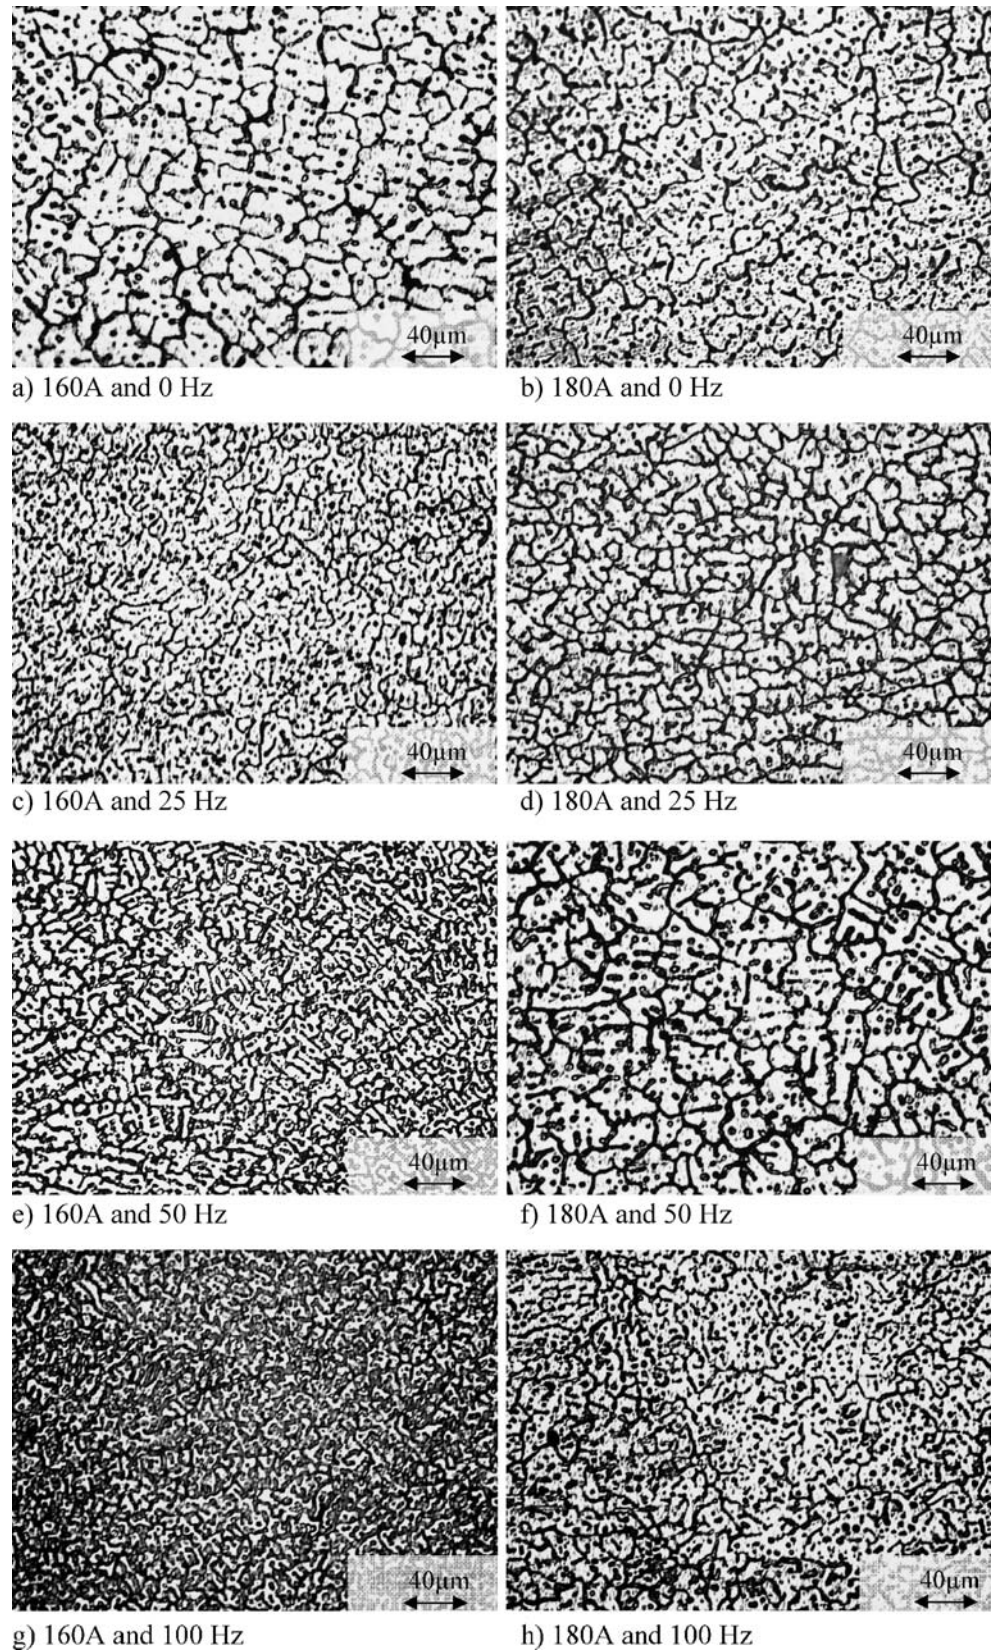 40µm
40µm
a) 160A and 0 Hz
b) 180A and 0 Hz
40µm
40µm
c) 160A and 25 Hz
d) 180A and 25 Hz
40µm
40µm
e) 160A and 50 Hz
f) 180A and 50 Hz
40µm
40µm
g) 160A and 100 Hz
h) 180A and 100 Hz